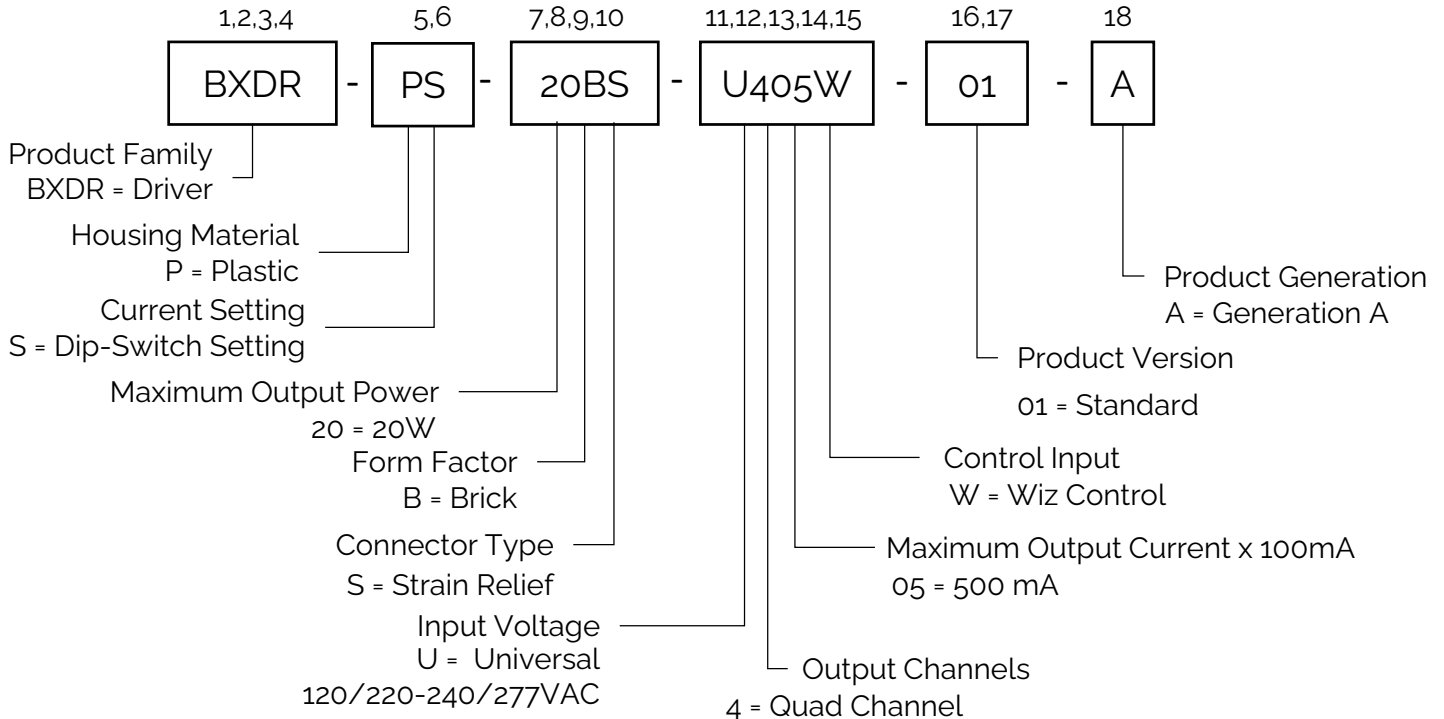 1,2,3,4 5,6 7,8,9,10 11,12,13,14,15 16,17 18
BXDR - PS - 20BS - U405W - 01 - A
Product Family
BXDR = Driver
Housing Material
P = Plastic
Current Setting
S = Dip-Switch Setting
Maximum Output Power
20 = 20W
Form Factor
B = Brick
Connector Type
S = Strain Relief
Input Voltage
U = Universal
120/220-240/277VAC
Output Channels
4 = Quad Channel
Maximum Output Current x 100mA
05 = 500 mA
Control Input
W = Wiz Control
Product Version
01 = Standard
Product Generation
A = Generation A